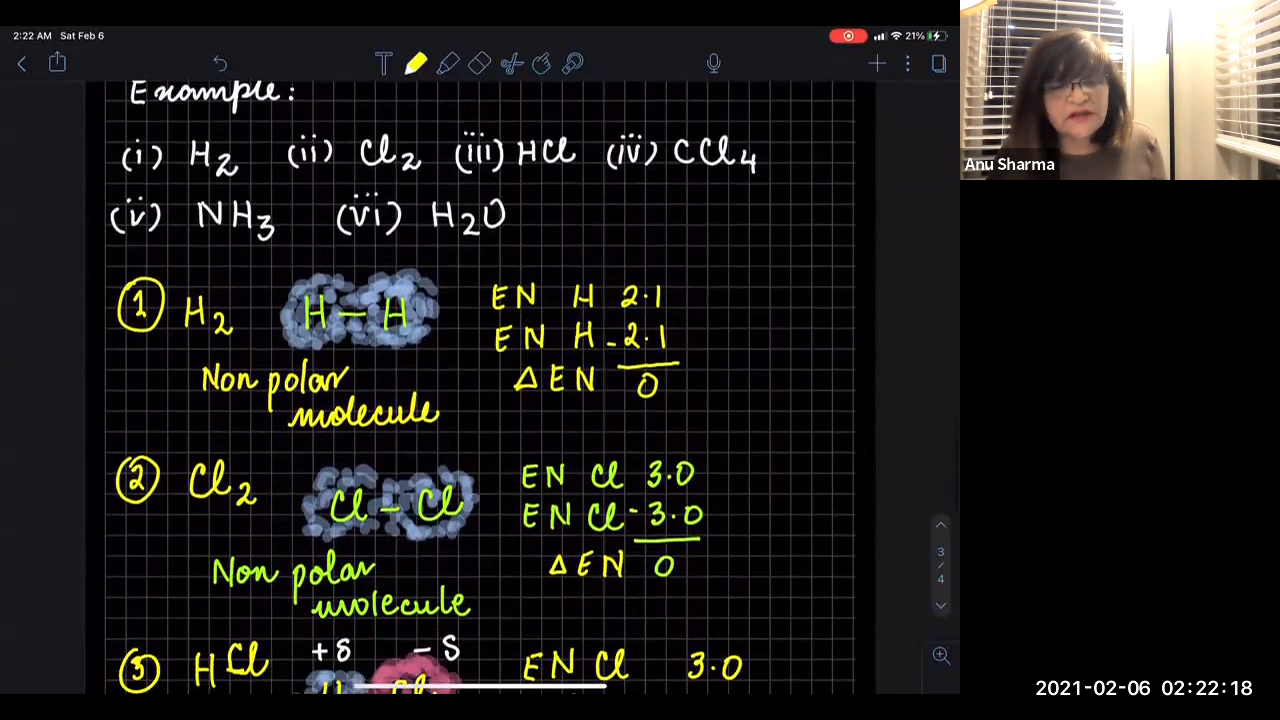 2:22 AM Sat Feb 6
21%
Example:
(i) H2 (ii) Cl2 (iii) HCl (iv) CCl4
(v) NH3 (vi) H2O
Anu Sharma
1 H2 H – H EN H 2.1
EN H - 2.1
Non polar Δ EN 0
molecule
2 Cl2 Cl – Cl EN Cl 3.0
EN Cl - 3.0
Non polar Δ EN 0
molecule
3
/
4
+δ -δ
3 HCl EN Cl 3.0
2021-02-06 02:22:18